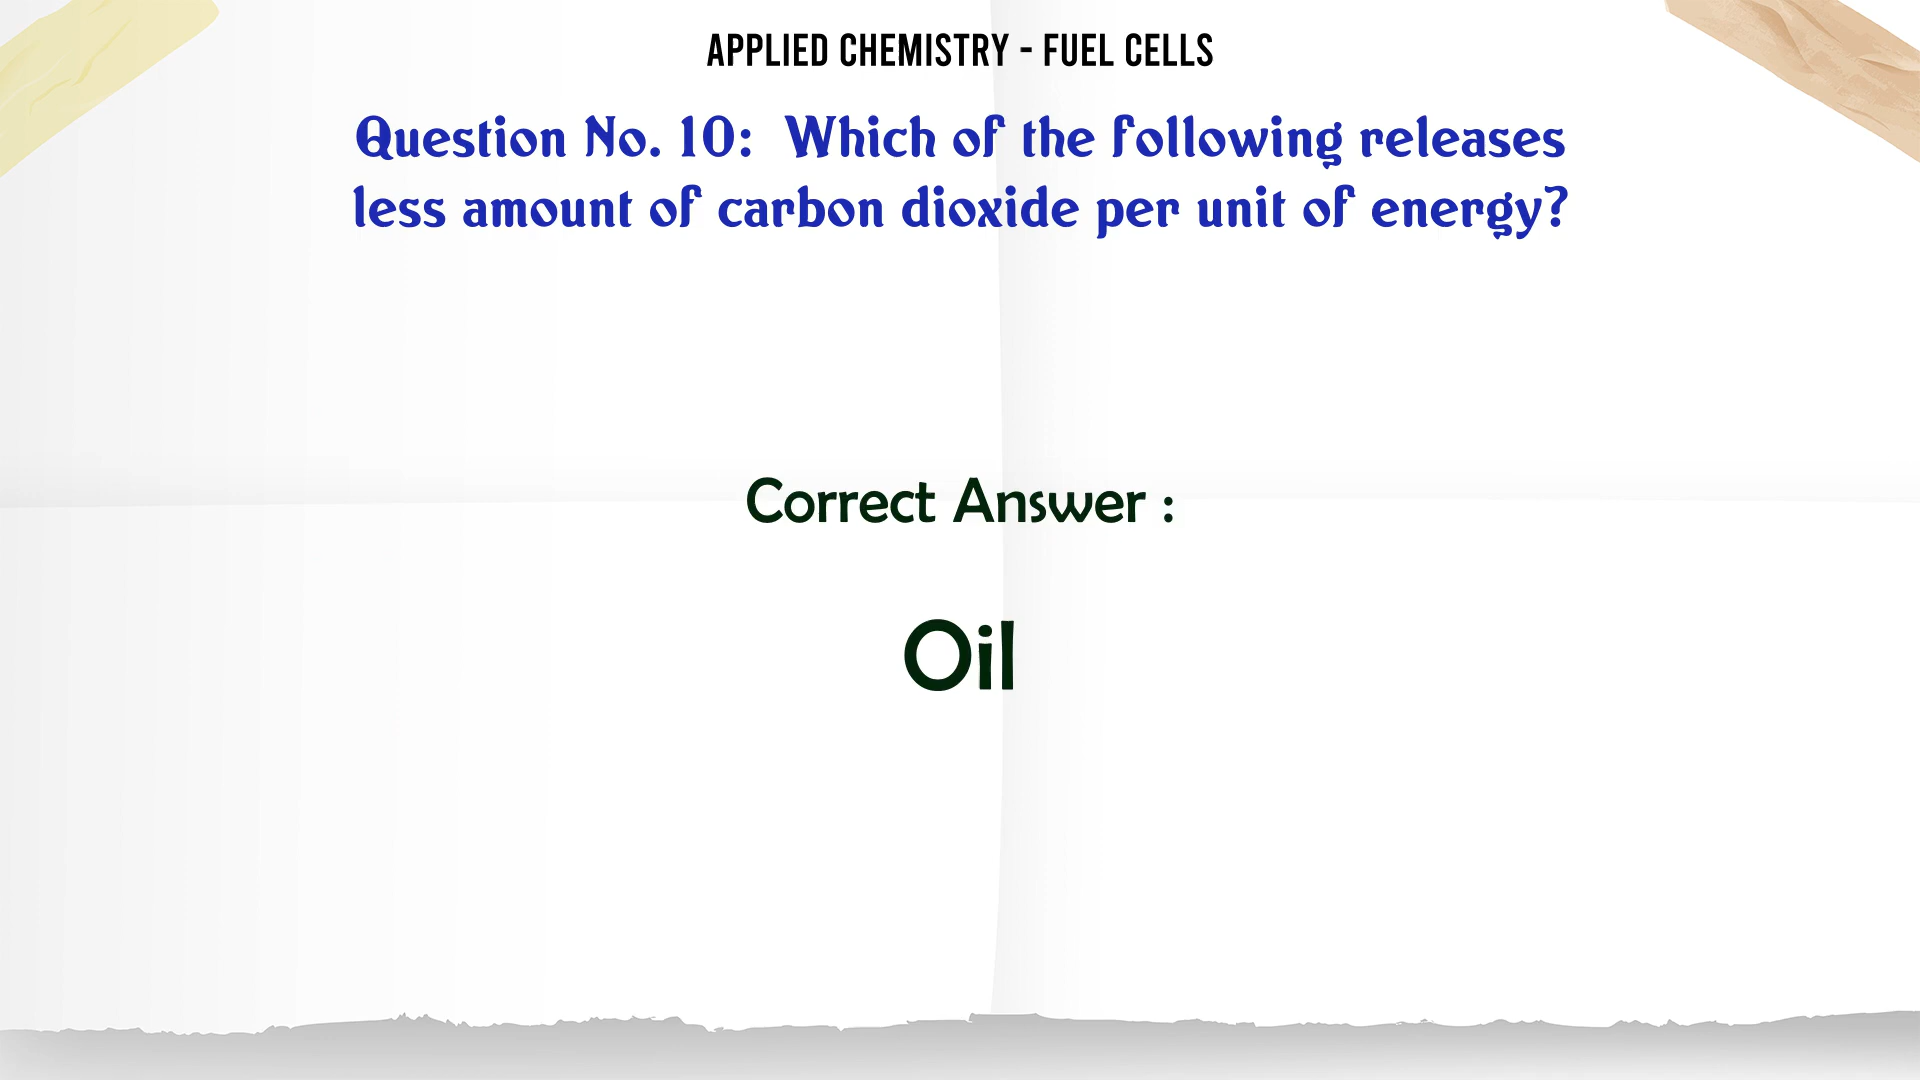 APPLIED CHEMISTRY - FUEL CELLS
Question No. 10:  Which of the following releases
less amount of carbon dioxide per unit of energy?
Correct Answer :
Oil